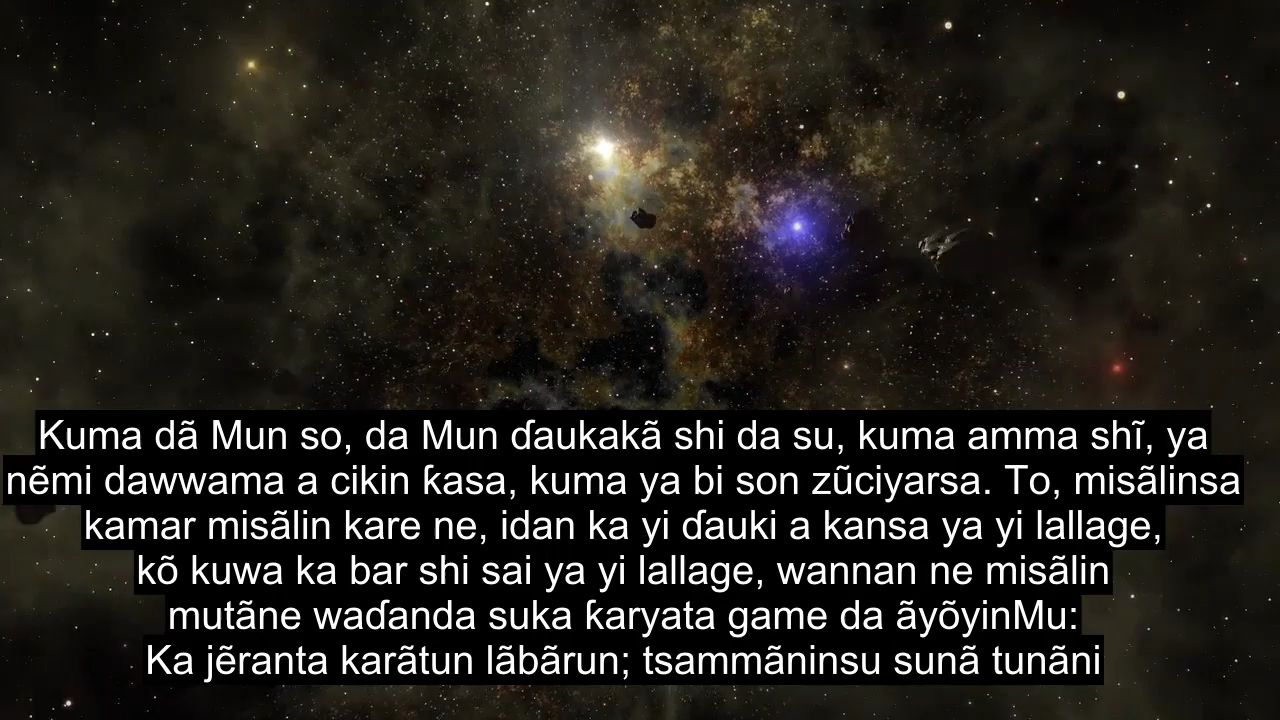 Kuma dã Mun so, da Mun ɗaukakã shi da su, kuma amma shĩ, ya
nẽmi dawwama a cikin ƙasa, kuma ya bi son zũciyarsa. To, misãlinsa
kamar misãlin kare ne, idan ka yi ɗauki a kansa ya yi lallage,
kõ kuwa ka bar shi sai ya yi lallage, wannan ne misãlin
mutãne waɗanda suka ƙaryata game da ãyõyinMu:
Ka jẽranta karãtun lãbãrun; tsammãninsu sunã tunãni